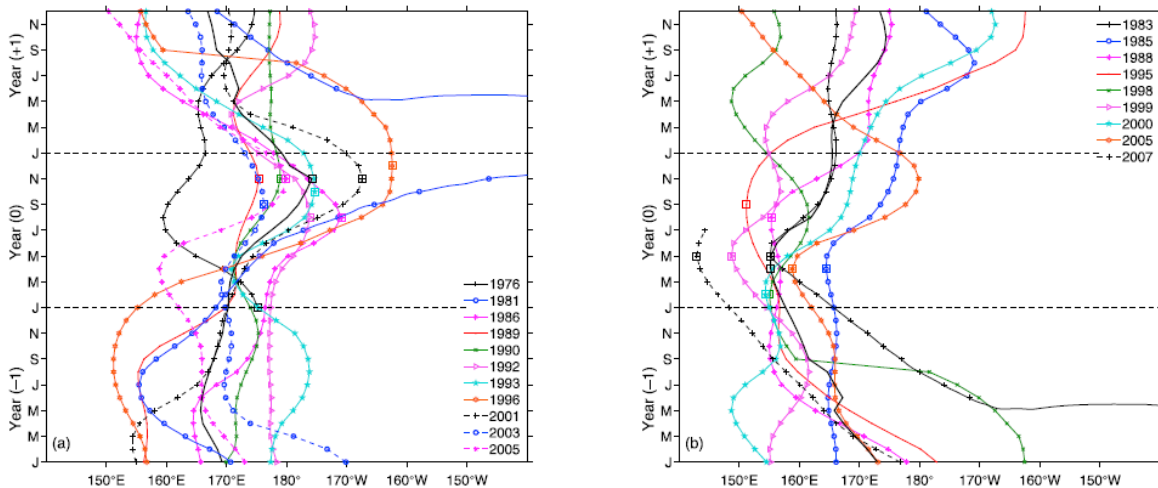 Year (+1)
Year (0)
Year (−1)
N
S
J
M
M
J
N
S
J
M
M
J
N
S
J
M
M
J
(a)
1976
1981
1986
1989
1990
1992
1993
1996
2001
2003
2005
150°E 160°E 170°E 180° 170°W 160°W 150°W
Year (+1)
Year (0)
Year (−1)
N
S
J
M
M
J
N
S
J
M
M
J
N
S
J
M
M
J
(b)
1983
1985
1988
1995
1998
1999
2000
2005
2007
150°E 160°E 170°E 180° 170°W 160°W 150°W